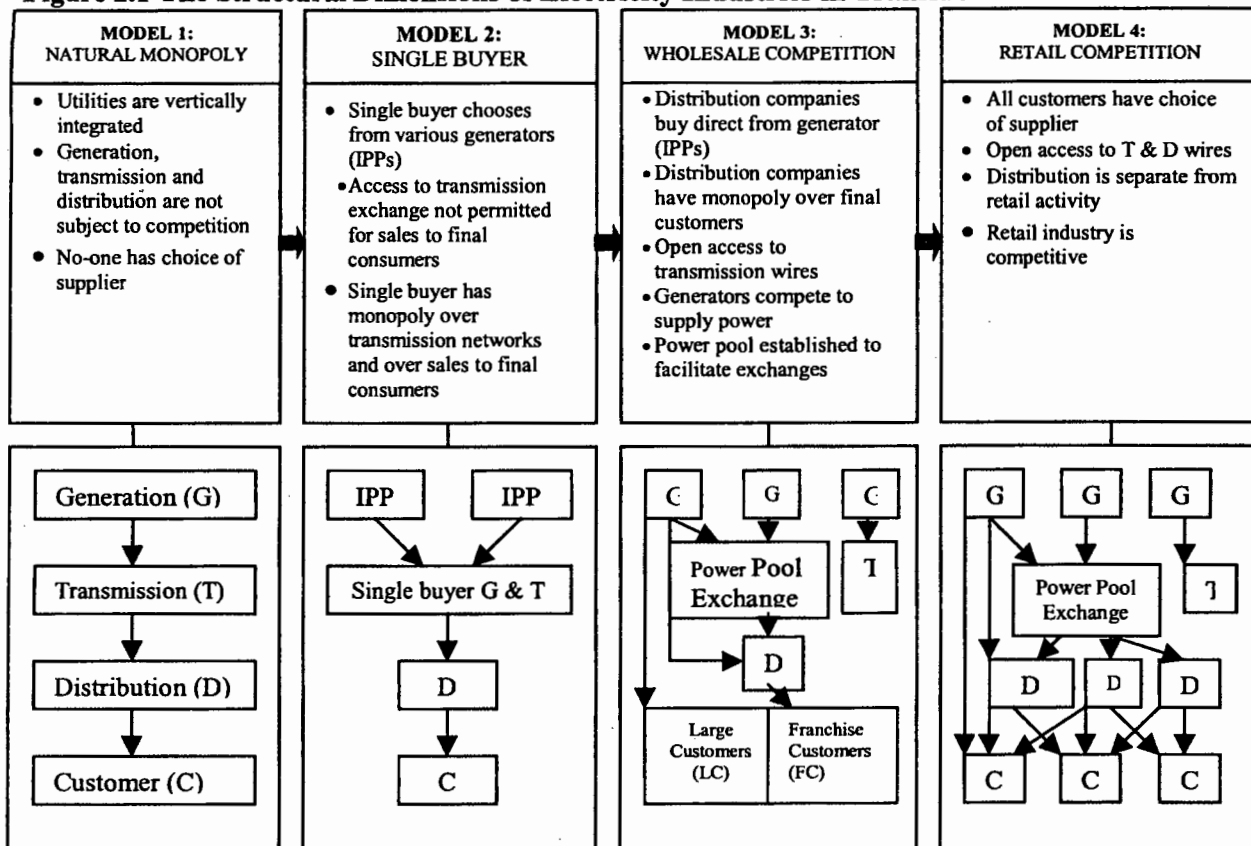 The Structural Dimensions of Electricity Industries in
MODEL 1:
NATURAL MONOPOLY
• Utilities are vertically
integrated
• Generation,
transmission and
distribution are not
subject to competition
• No-one has choice of
supplier
MODEL 2:
SINGLE BUYER
• Single buyer chooses
from various generators
(IPPs)
• Access to transmission
exchange not permitted
for sales to final
consumers
• Single buyer has
monopoly over
transmission networks
and over sales to final
consumers
MODEL 3:
WHOLESALE COMPETITION
• Distribution companies
buy direct from generator
(IPPs)
• Distribution companies
have monopoly over final
customers
• Open access to
transmission wires
• Generators compete to
supply power
• Power pool established to
facilitate exchanges
MODEL 4:
RETAIL COMPETITION
• All customers have choice
of supplier
• Open access to T & D wires
• Distribution is separate from
retail activity
• Retail industry is
competitive
Generation (G)
Transmission (T)
Distribution (D)
Customer (C)
IPP IPP
Single buyer G & T
D
C
G G G
Power Pool
Exchange
T
D
Large
Customers
(LC)
Franchise
Customers
(FC)
G G G
Power Pool
Exchange
T
D D D
C C C